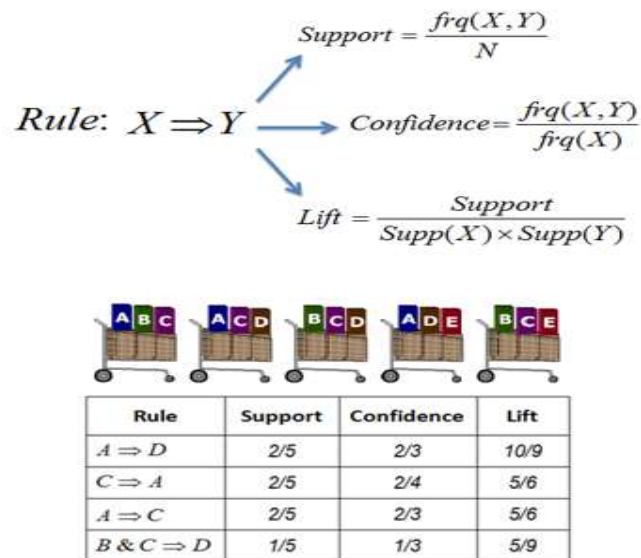 Support = frq(X, Y) / N
Rule: X ⇒ Y
Confidence = frq(X, Y) / frq(X)
Lift = Support / Supp(X) × Supp(Y)
A B C A C D B C D A D E B C E
Rule Support Confidence Lift
A ⇒ D 2/5 2/3 10/9
C ⇒ A 2/5 2/4 5/6
A ⇒ C 2/5 2/3 5/6
B & C ⇒ D 1/5 1/3 5/9